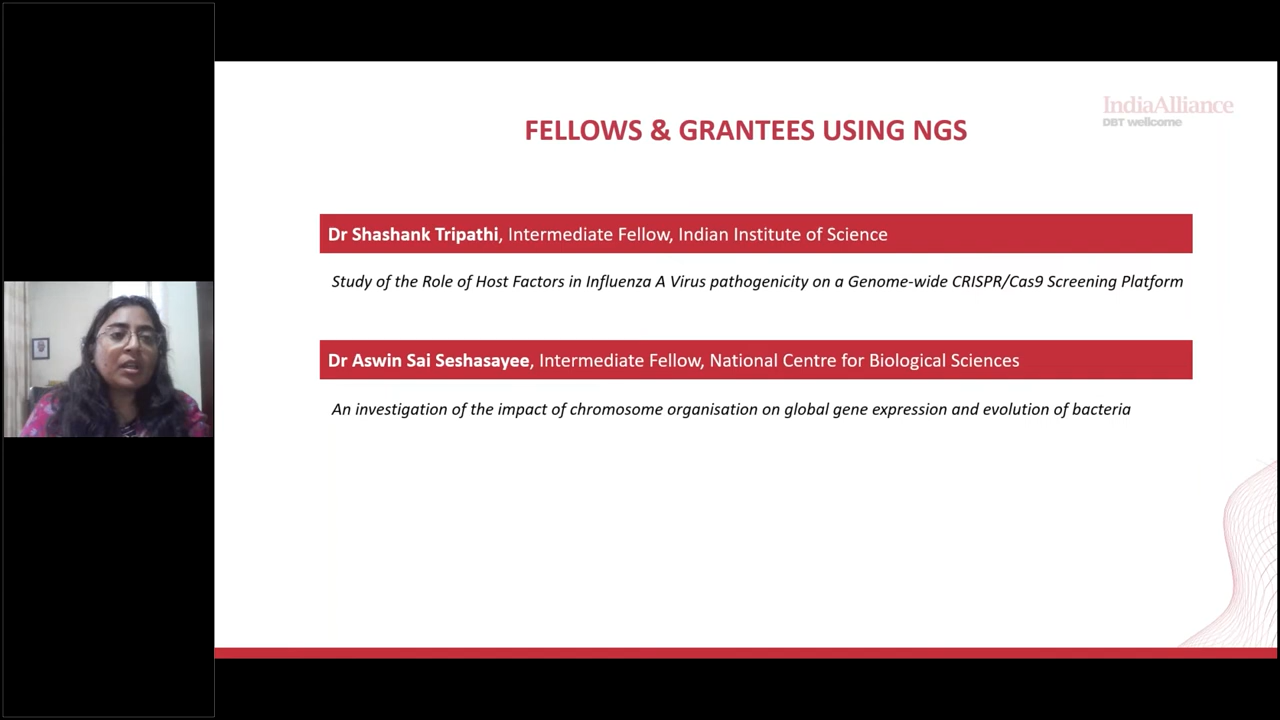 IndiaAlliance
DBT wellcome
FELLOWS & GRANTEES USING NGS
Dr Shashank Tripathi, Intermediate Fellow, Indian Institute of Science
Study of the Role of Host Factors in Influenza A Virus pathogenicity on a Genome-wide CRISPR/Cas9 Screening Platform
Dr Aswin Sai Seshasayee, Intermediate Fellow, National Centre for Biological Sciences
An investigation of the impact of chromosome organisation on global gene expression and evolution of bacteria